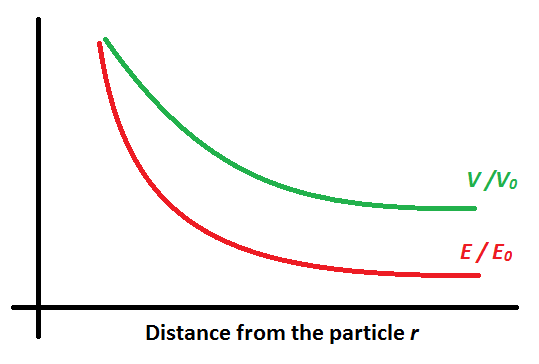 V /V₀
E / E₀
Distance from the particle r